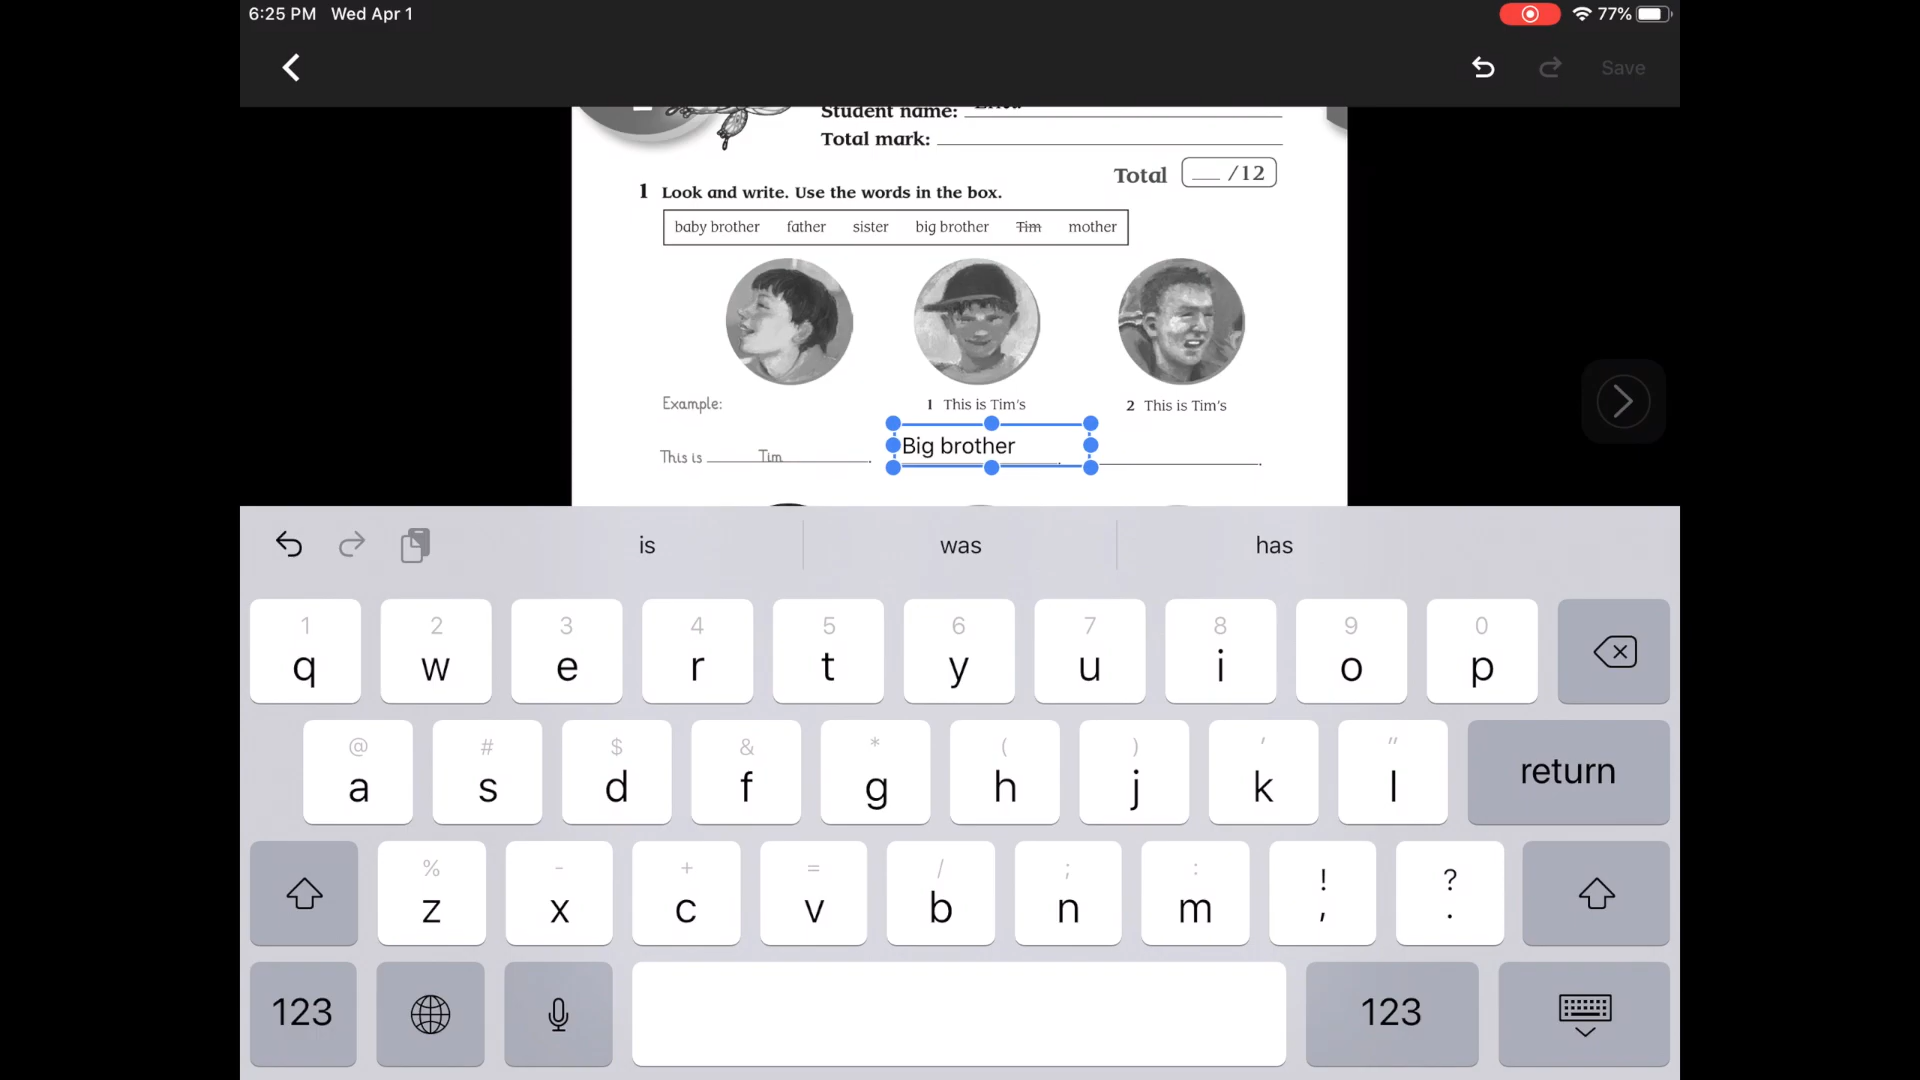 6:25 PM Wed Apr 1 77%
Save
Student name:
Total mark:
Total __ /12
1 Look and write. Use the words in the box.
baby brother father sister big brother Tim mother
Example: 1 This is Tim's 2 This is Tim's
Big brother
This is Tim .
is was has
1 2 3 4 5 6 7 8 9 0
q w e r t y u i o p
@ # $ & * ( ) ' "
a s d f g h j k l return
% - + = / ; : ! ?
z x c v b n m , .
123 123